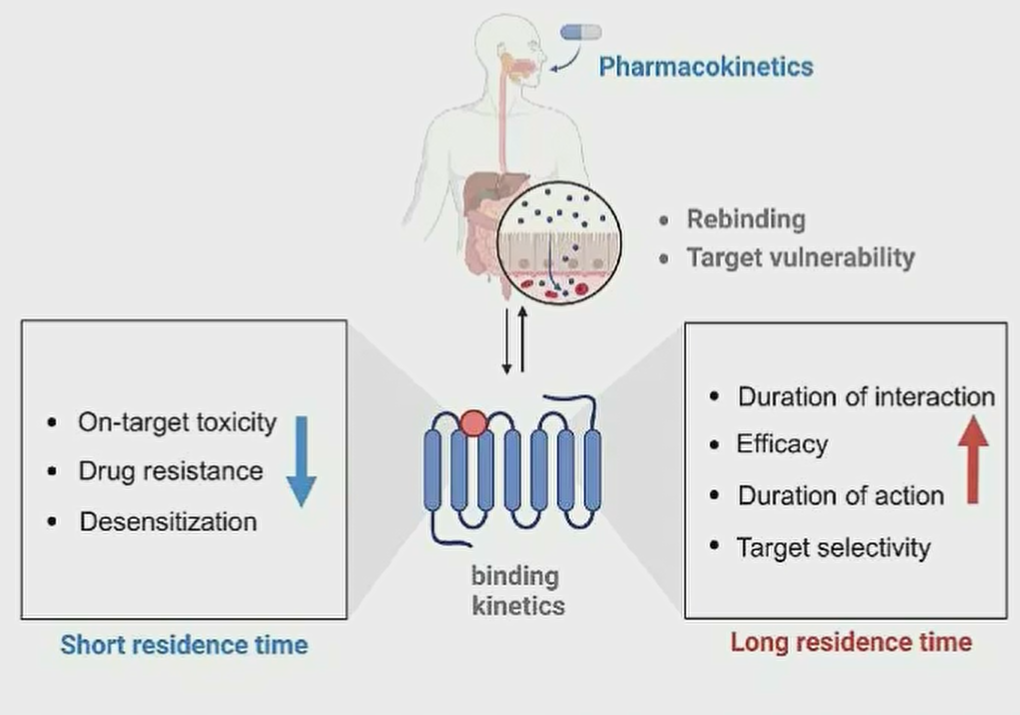 Pharmacokinetics
• Rebinding
• Target vulnerability
• On-target toxicity
• Drug resistance
• Desensitization
Short residence time
binding
kinetics
• Duration of interaction
• Efficacy
• Duration of action
• Target selectivity
Long residence time